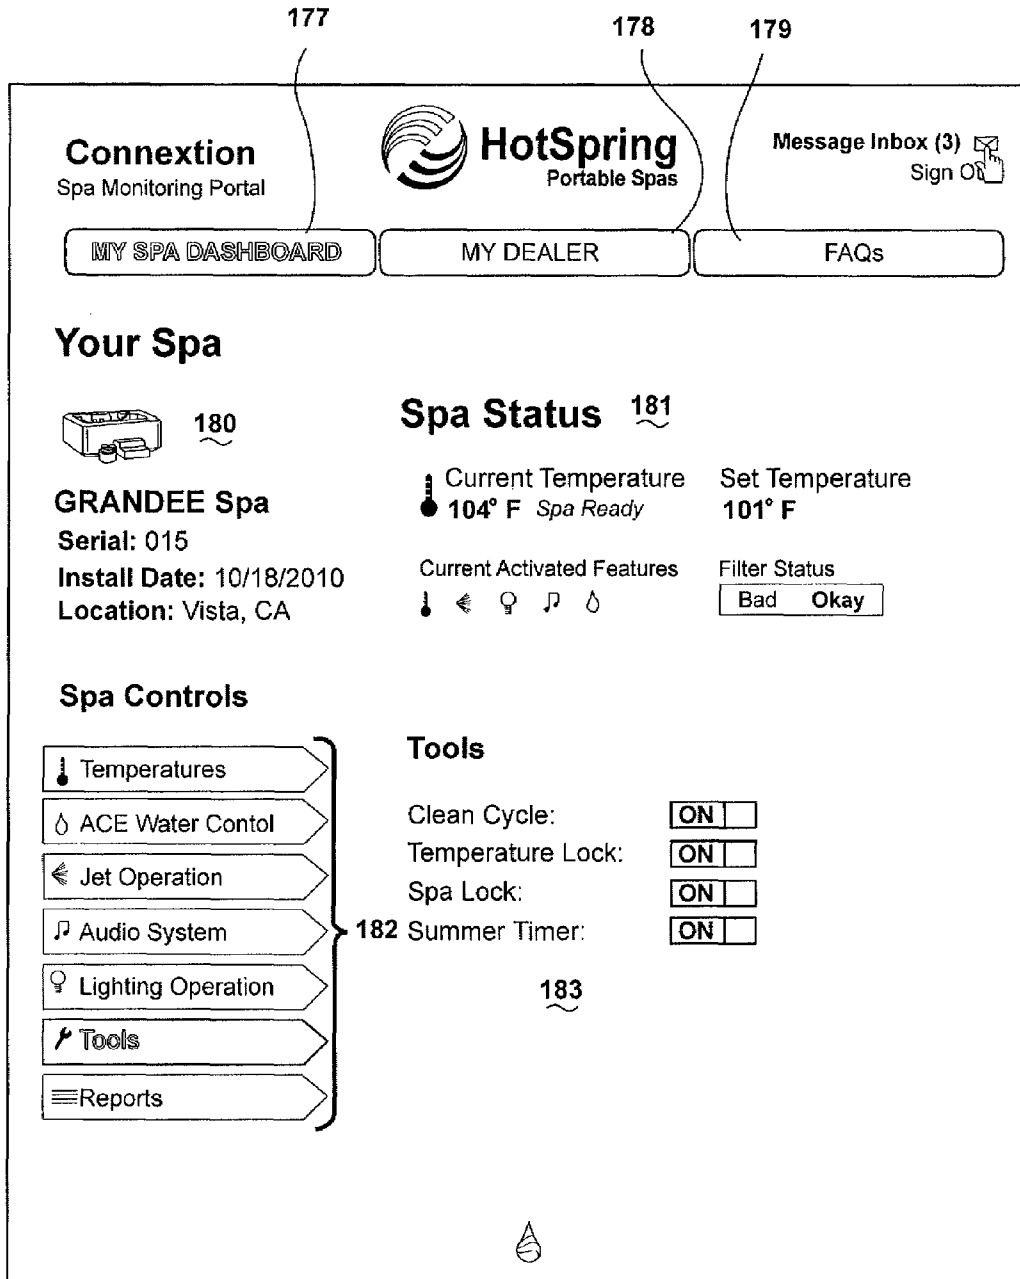 177
178
179
Connextion
Spa Monitoring Portal
HotSpring
Portable Spas
Message Inbox (3)
Sign
MY SPA DASHBOARD
MY DEALER
FAQs
Your Spa
180
GRANDEE Spa
Serial: 015
Install Date: 10/18/2010
Location: Vista, CA
Spa Status 181
Current Temperature
104° F Spa Ready
Set Temperature
101° F
Current Activated Features
Filter Status
Bad Okay
Spa Controls
Temperatures
ACE Water Contol
Jet Operation
Audio System
Lighting Operation
Tools
Reports
182
Tools
Clean Cycle: ON
Temperature Lock: ON
Spa Lock: ON
Summer Timer: ON
183